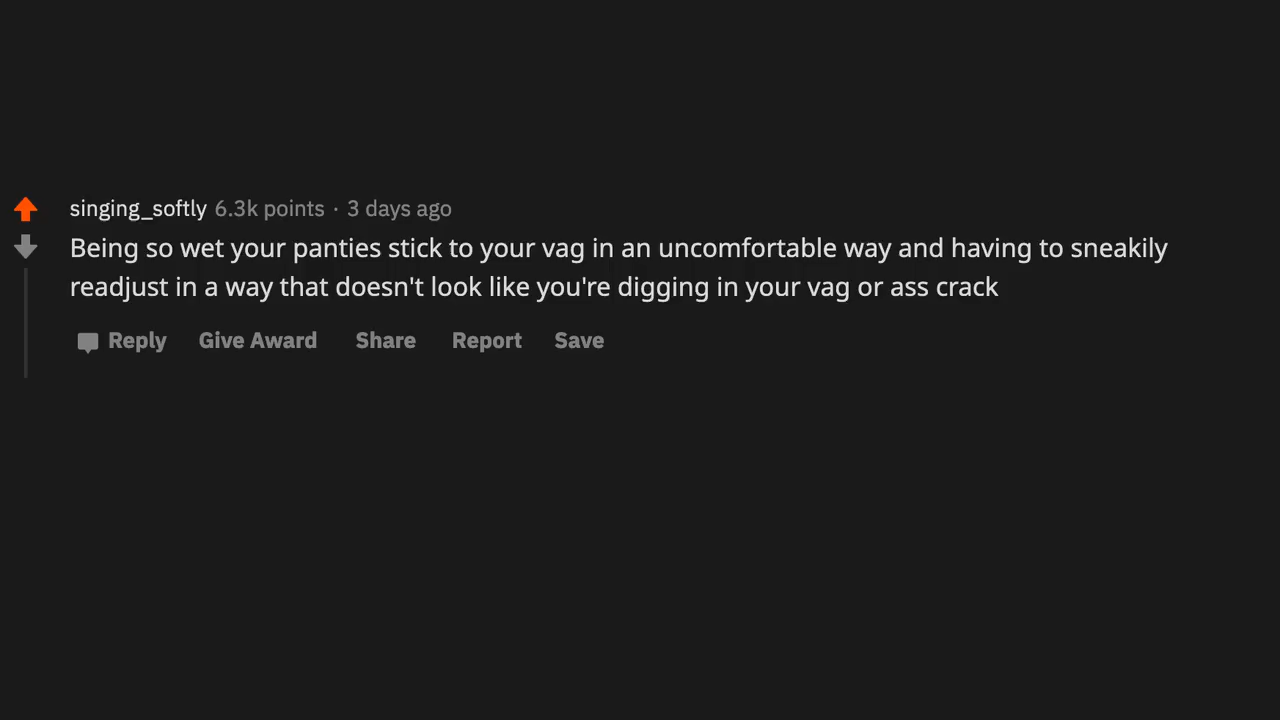 singing_softly 6.3k points · 3 days ago
Being so wet your panties stick to your vag in an uncomfortable way and having to sneakily
readjust in a way that doesn't look like you're digging in your vag or ass crack
Reply Give Award Share Report Save